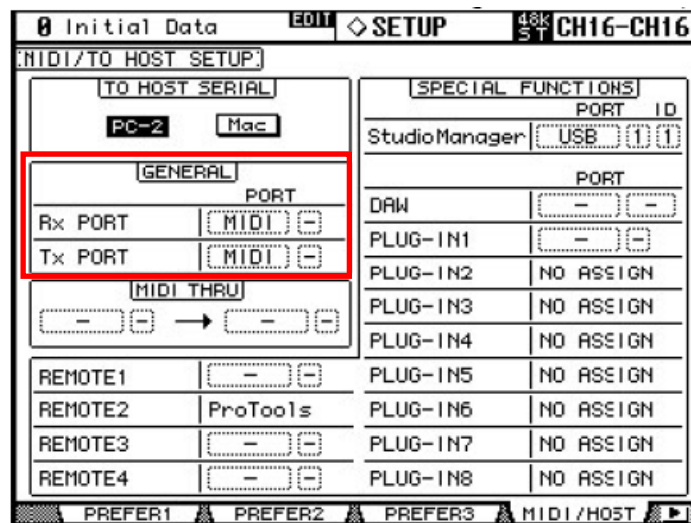 0 Initial Data EDIT ◇SETUP 48k ST CH16-CH16
MIDI/TO HOST SETUP
TO HOST SERIAL
PC-2 Mac
GENERAL
PORT
Rx PORT MIDI -
Tx PORT MIDI -
MIDI THRU
- - → - -
REMOTE1 - -
REMOTE2 ProTools
REMOTE3 - -
REMOTE4 - -
SPECIAL FUNCTIONS
PORT ID
StudioManager USB 1 1
PORT
DAW - -
PLUG-IN1 - -
PLUG-IN2 NO ASSIGN
PLUG-IN3 NO ASSIGN
PLUG-IN4 NO ASSIGN
PLUG-IN5 NO ASSIGN
PLUG-IN6 NO ASSIGN
PLUG-IN7 NO ASSIGN
PLUG-IN8 NO ASSIGN
PREFER1 PREFER2 PREFER3 MIDI/HOST